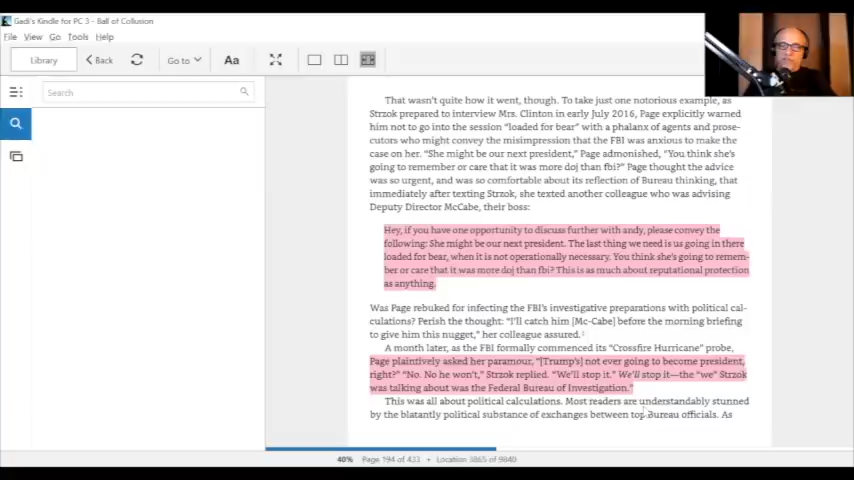 Gadi's Kindle for PC 3 - Ball of Collusion
File View Go Tools Help
Library Back Go to Aa
Search
That wasn't quite how it went, though. To take just one notorious example, as
Strzok prepared to interview Mrs. Clinton in early July 2016, Page explicitly warned
him not to go into the session "loaded for bear" with a phalanx of agents and prose-
cutors who might convey the misimpression that the FBI was anxious to make the
case on her. "She might be our next president," Page admonished, "You think she's
going to remember or care that it was more doj than fbi?" Page thought the advice
was so urgent, and was so comfortable about its reflection of Bureau thinking, that
immediately after texting Strzok, she texted another colleague who was advising
Deputy Director McCabe, their boss:
Hey, if you have one opportunity to discuss further with andy, please convey the
following: She might be our next president. The last thing we need is us going in there
loaded for bear, when it is not operationally necessary. You think she's going to remem-
ber or care that it was more doj than fbi? This is as much about reputational protection
as anything.
Was Page rebuked for infecting the FBI's investigative preparations with political cal-
culations? Perish the thought: "I'll catch him [Mc-Cabe] before the morning briefing
to give him this nugget," her colleague assured.
A month later, as the FBI formally commenced its "Crossfire Hurricane" probe,
Page plaintively asked her paramour, "[Trump's] not ever going to become president,
right?" "No. No he won't," Strzok replied. "We'll stop it." We'll stop it—the "we" Strzok
was talking about was the Federal Bureau of Investigation."
This was all about political calculations. Most readers are understandably stunned
by the blatantly political substance of exchanges between top Bureau officials. As
40% Page 194 of 433 • Location 3865 of 9840